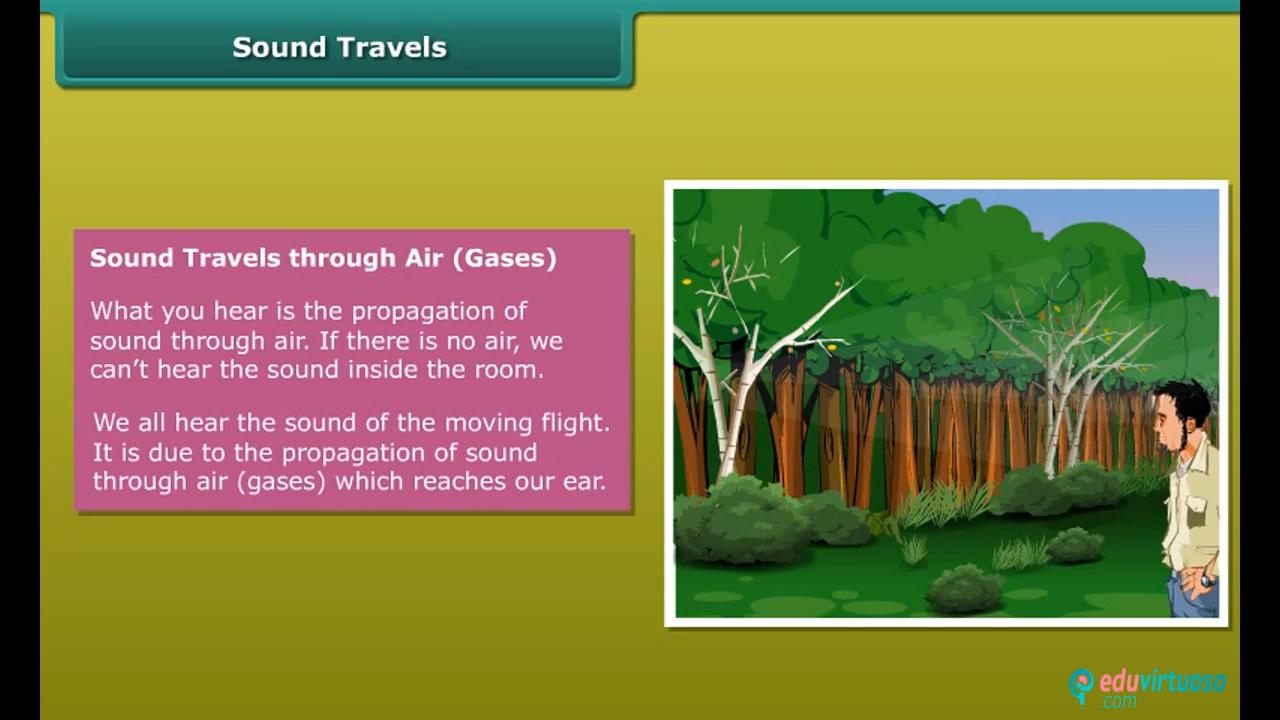 Sound Travels
Sound Travels through Air (Gases)
What you hear is the propagation of
sound through air. If there is no air, we
can’t hear the sound inside the room.
We all hear the sound of the moving flight.
It is due to the propagation of sound
through air (gases) which reaches our ear.
eduvirtuoso
.com